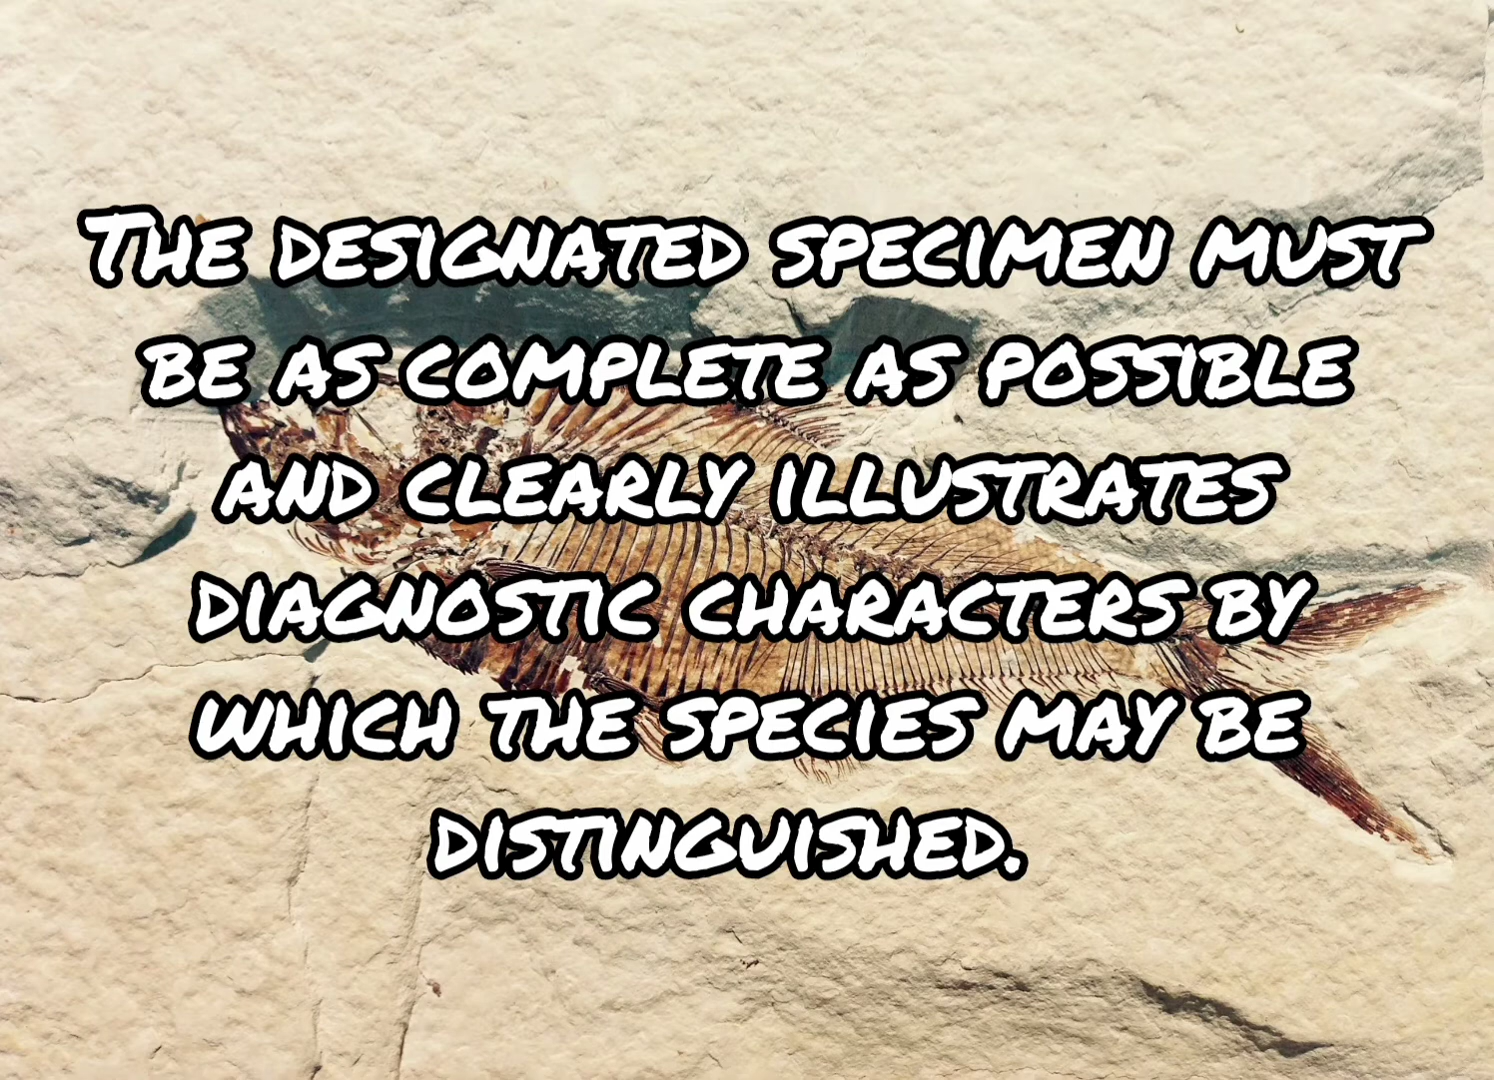 The designated specimen must
be as complete as possible
and clearly illustrates
diagnostic characters by
which the species may be
distinguished.